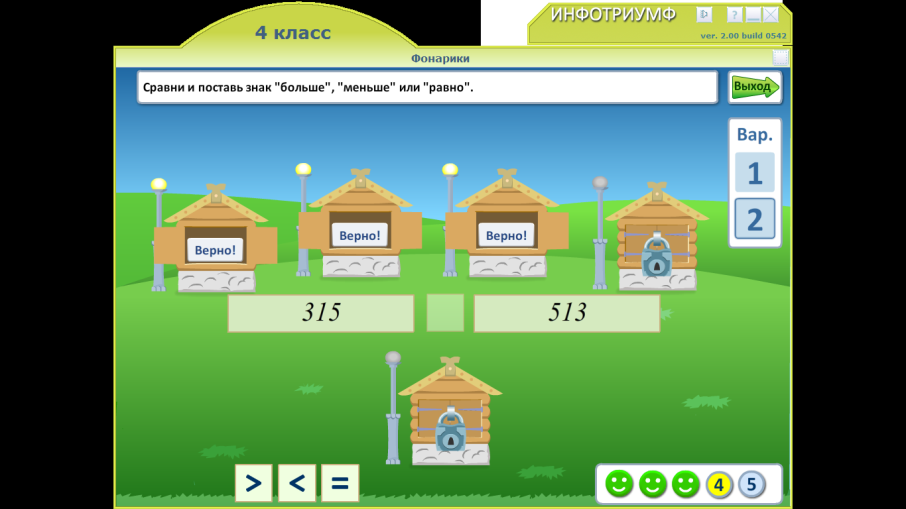 4 класс
ИНФОТРИУМФ
?
ver. 2.00 build 0542
Фонарики
Сравни и поставь знак "больше", "меньше" или "равно".
Выход
Вар.
1
2
Верно!
Верно!
Верно!
315
513
> < =
4 5